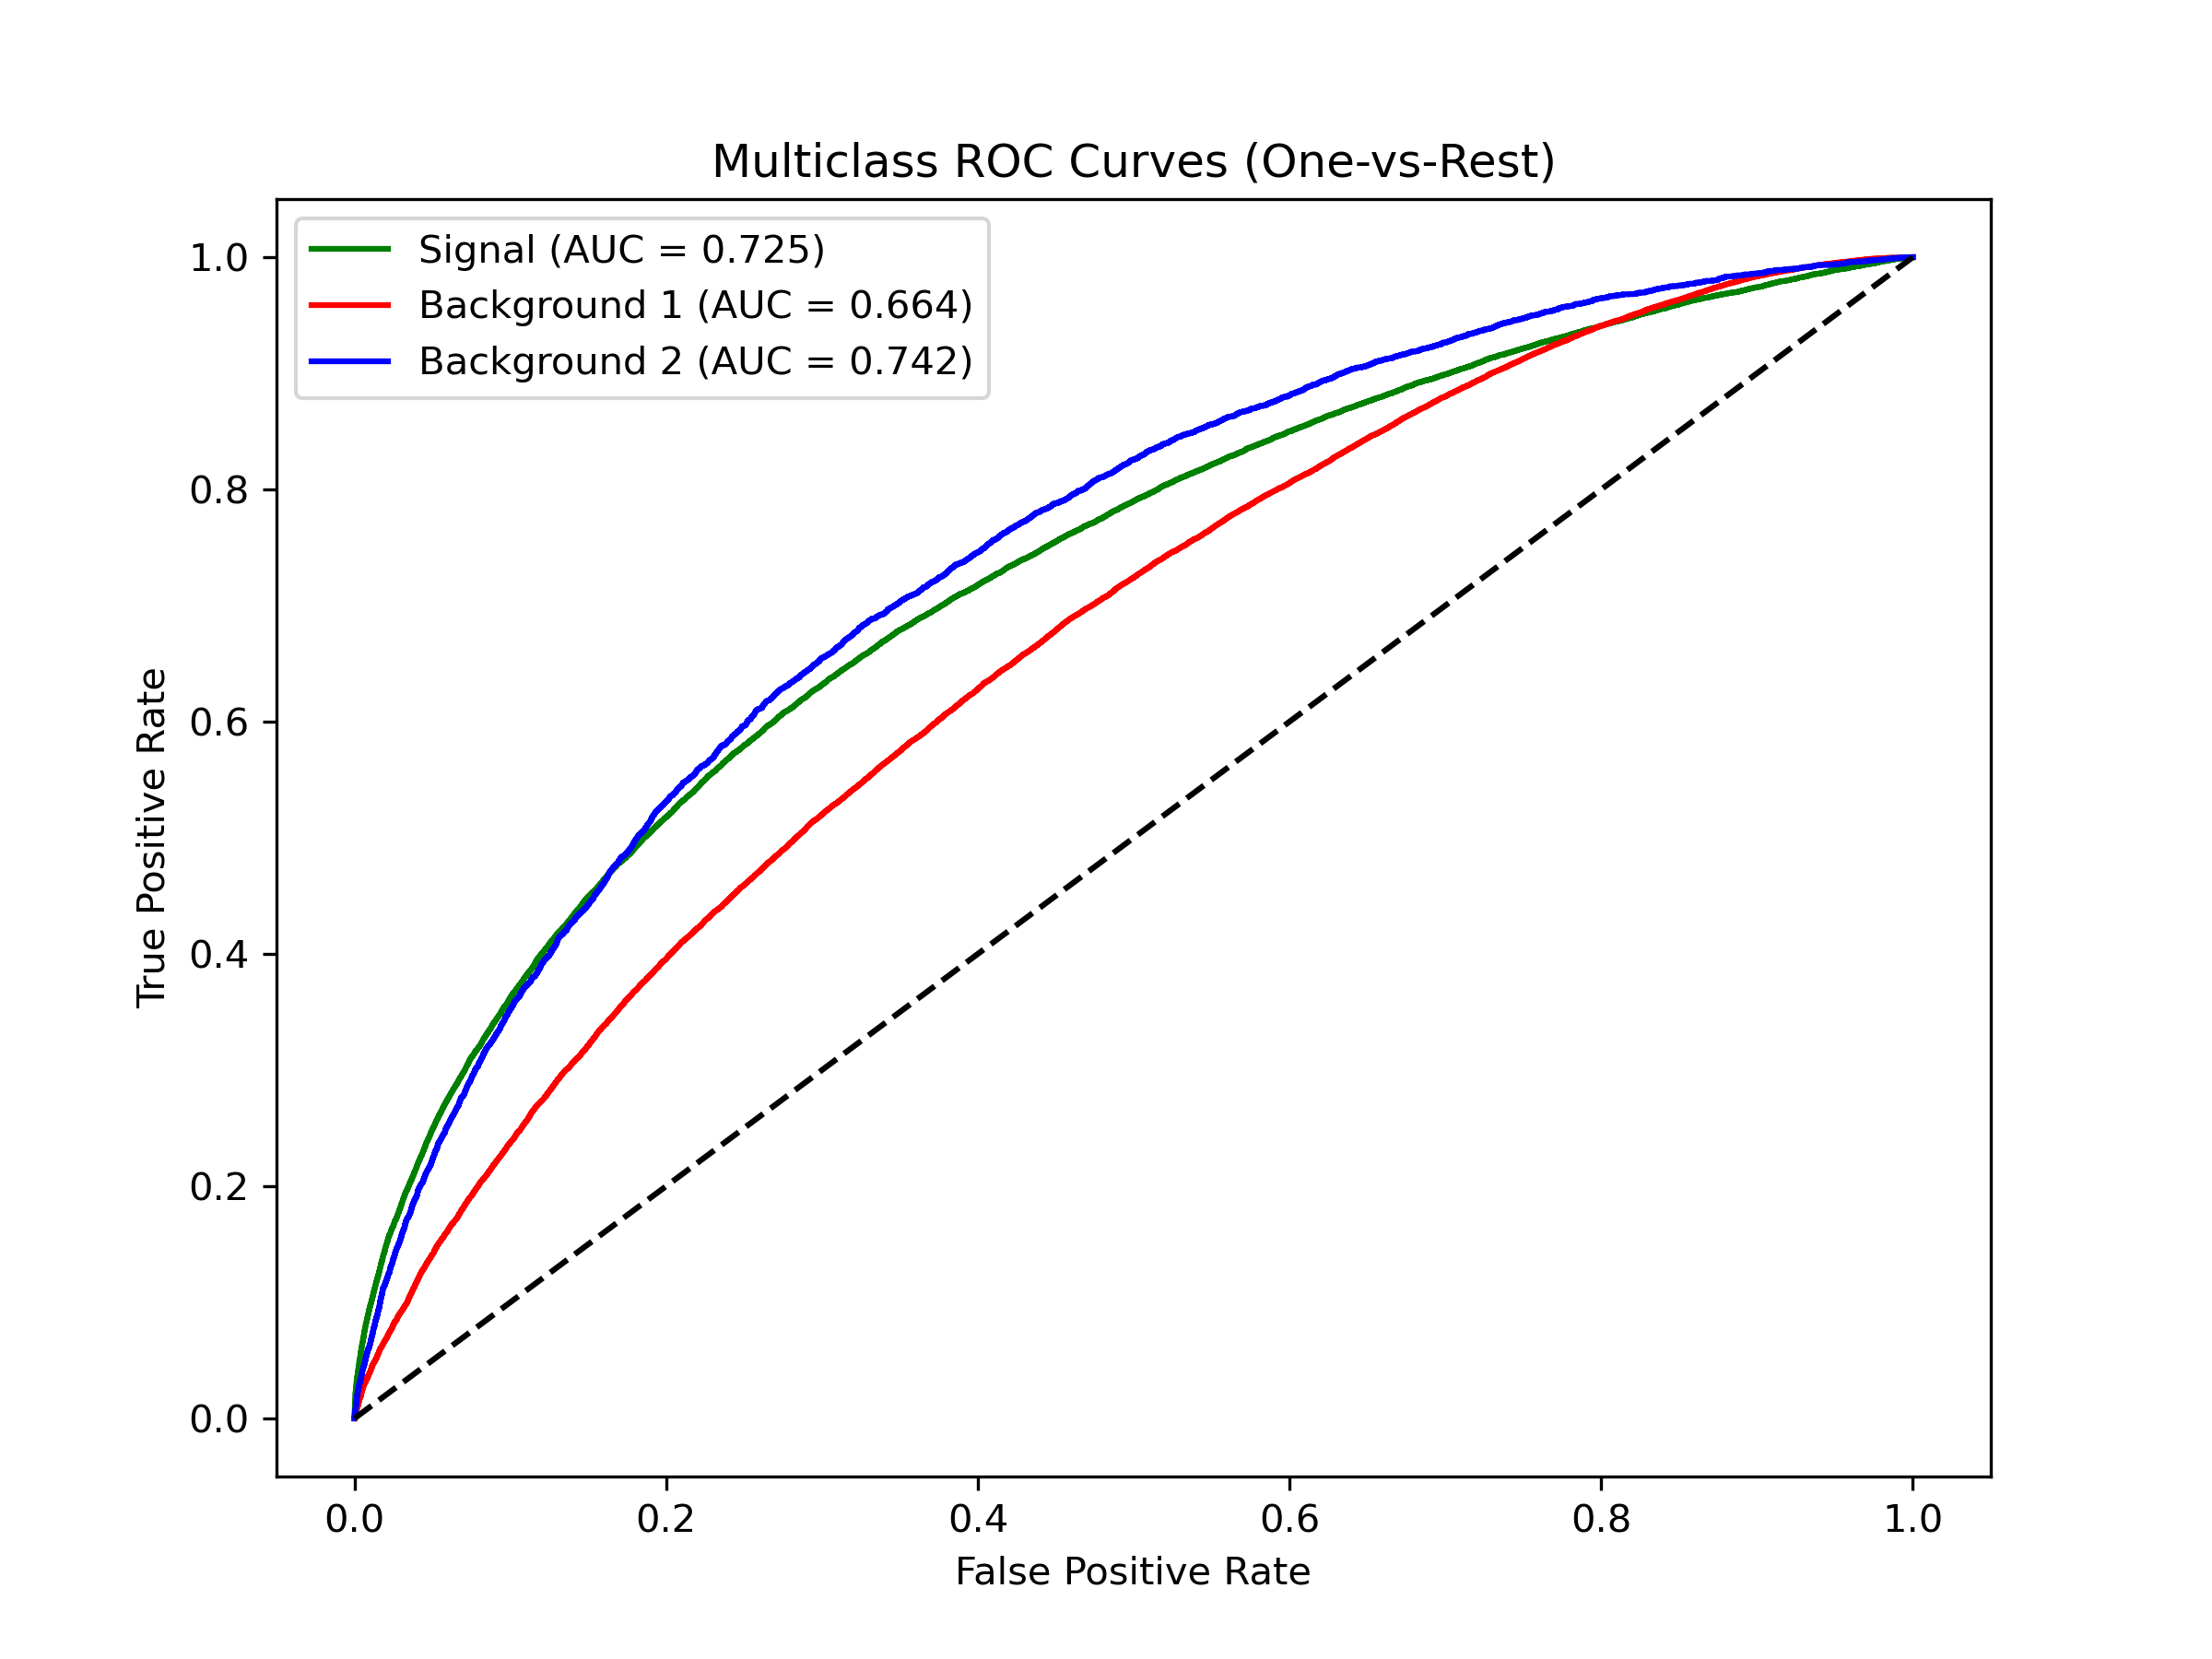 Multiclass ROC Curves (One-vs-Rest)
Signal (AUC = 0.725)
Background 1 (AUC = 0.664)
Background 2 (AUC = 0.742)
True Positive Rate
1.0
0.8
0.6
0.4
0.2
0.0
0.0 0.2 0.4 0.6 0.8 1.0
False Positive Rate